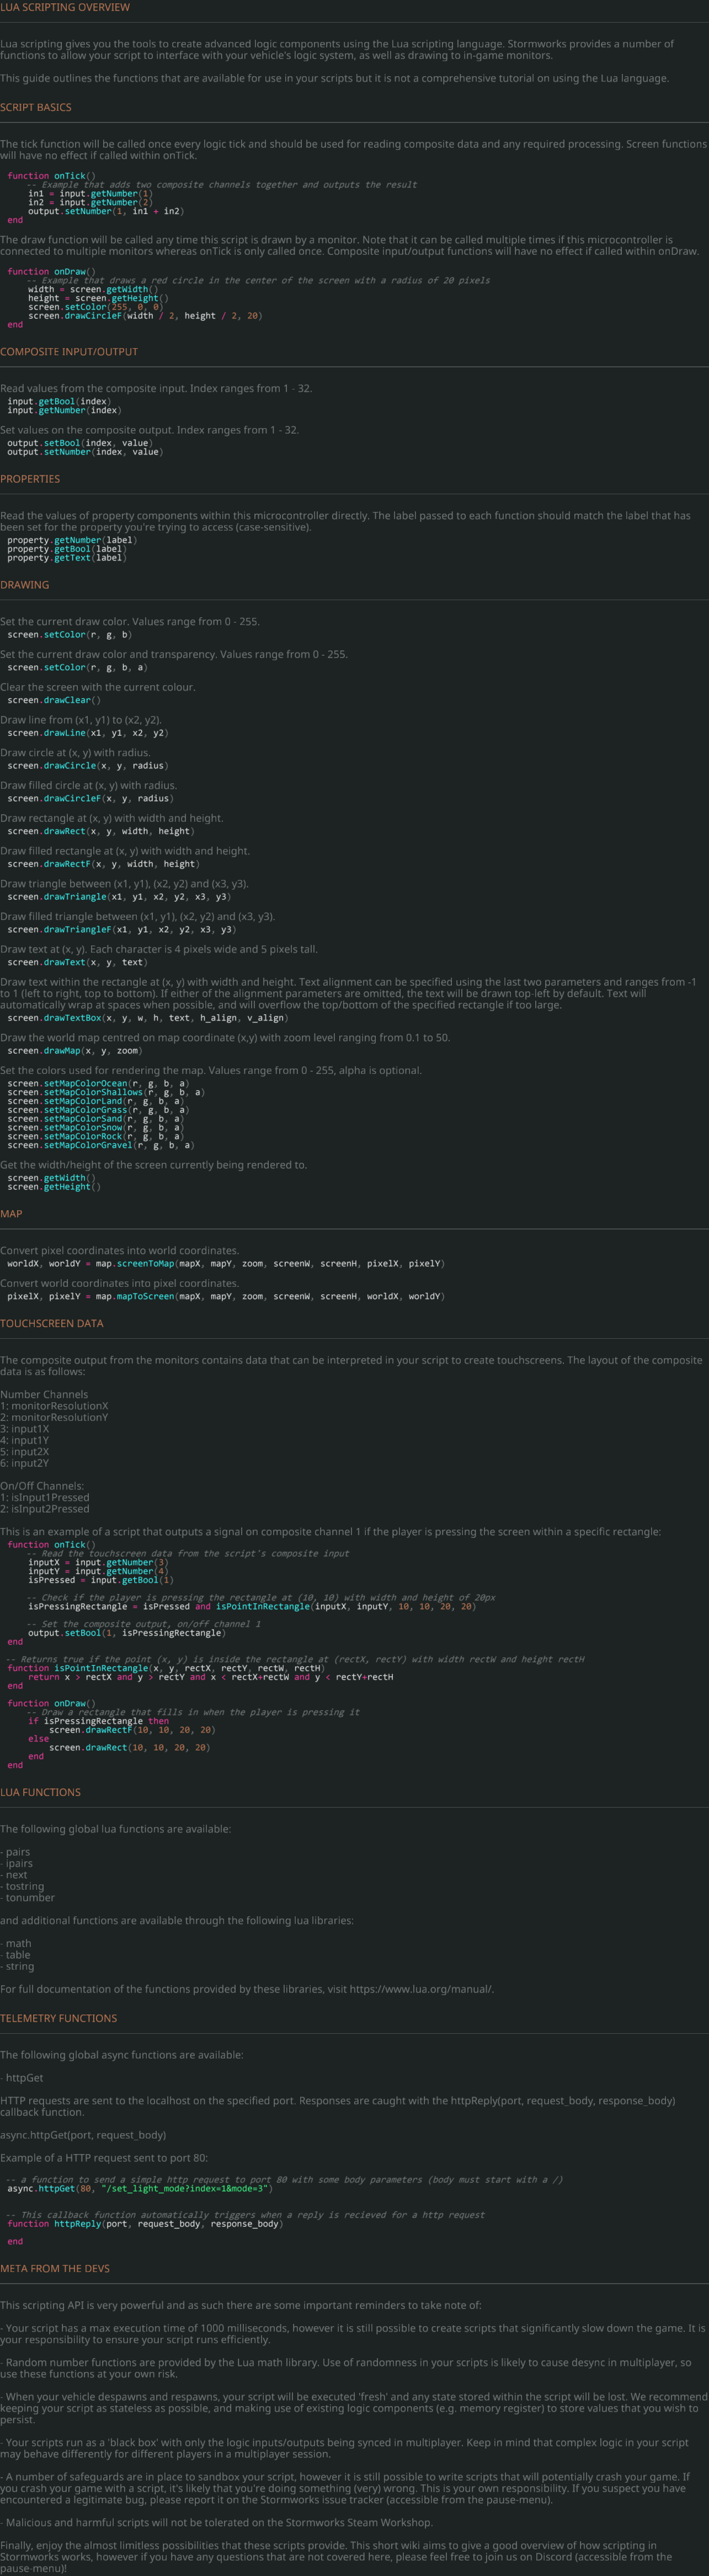 LUA SCRIPTING OVERVIEW
Lua scripting gives you the tools to create advanced logic components using the Lua scripting language. Stormworks provides a number of
functions to allow your script to interface with your vehicle's logic system, as well as drawing to in-game monitors.
This guide outlines the functions that are available for use in your scripts but it is not a comprehensive tutorial on using the Lua language.
SCRIPT BASICS
The tick function will be called once every logic tick and should be used for reading composite data and any required processing. Screen functions
will have no effect if called within onTick.
function onTick()
-- Example that adds two composite channels together and outputs the result
in1 = input.getNumber(1)
in2 = input.getNumber(2)
output.setNumber(1, in1 + in2)
end
The draw function will be called any time this script is drawn by a monitor. Note that it can be called multiple times if this microcontroller is
connected to multiple monitors whereas onTick is only called once. Composite input/output functions will have no effect if called within onDraw.
function onDraw()
-- Example that draws a red circle in the center of the screen with a radius of 20 pixels
width = screen.getWidth()
height = screen.getHeight()
screen.setColor(255, 0, 0)
screen.drawCircleF(width / 2, height / 2, 20)
end
COMPOSITE INPUT/OUTPUT
Read values from the composite input. Index ranges from 1 - 32.
input.getBool(index)
input.getNumber(index)
Set values on the composite output. Index ranges from 1 - 32.
output.setBool(index, value)
output.setNumber(index, value)
PROPERTIES
Read the values of property components within this microcontroller directly. The label passed to each function should match the label that has
been set for the property you're trying to access (case-sensitive).
property.getNumber(label)
property.getBool(label)
property.getText(label)
DRAWING
Set the current draw color. Values range from 0 - 255.
screen.setColor(r, g, b)
Set the current draw color and transparency. Values range from 0 - 255.
screen.setColor(r, g, b, a)
Clear the screen with the current colour.
screen.drawClear()
Draw line from (x1, y1) to (x2, y2).
screen.drawLine(x1, y1, x2, y2)
Draw circle at (x, y) with radius.
screen.drawCircle(x, y, radius)
Draw filled circle at (x, y) with radius.
screen.drawCircleF(x, y, radius)
Draw rectangle at (x, y) with width and height.
screen.drawRect(x, y, width, height)
Draw filled rectangle at (x, y) with width and height.
screen.drawRectF(x, y, width, height)
Draw triangle between (x1, y1), (x2, y2) and (x3, y3).
screen.drawTriangle(x1, y1, x2, y2, x3, y3)
Draw filled triangle between (x1, y1), (x2, y2) and (x3, y3).
screen.drawTriangleF(x1, y1, x2, y2, x3, y3)
Draw text at (x, y). Each character is 4 pixels wide and 5 pixels tall.
screen.drawText(x, y, text)
Draw text within the rectangle at (x, y) with width and height. Text alignment can be specified using the last two parameters and ranges from -1
to 1 (left to right, top to bottom). If either of the alignment parameters are omitted, the text will be drawn top-left by default. Text will
automatically wrap at spaces when possible, and will overflow the top/bottom of the specified rectangle if too large.
screen.drawTextBox(x, y, w, h, text, h_align, v_align)
Draw the world map centred on map coordinate (x,y) with zoom level ranging from 0.1 to 50.
screen.drawMap(x, y, zoom)
Set the colors used for rendering the map. Values range from 0 - 255, alpha is optional.
screen.setMapColorOcean(r, g, b, a)
screen.setMapColorShallows(r, g, b, a)
screen.setMapColorLand(r, g, b, a)
screen.setMapColorGrass(r, g, b, a)
screen.setMapColorSand(r, g, b, a)
screen.setMapColorSnow(r, g, b, a)
screen.setMapColorRock(r, g, b, a)
screen.setMapColorGravel(r, g, b, a)
Get the width/height of the screen currently being rendered to.
screen.getWidth()
screen.getHeight()
MAP
Convert pixel coordinates into world coordinates.
worldX, worldY = map.screenToMap(mapX, mapY, zoom, screenW, screenH, pixelX, pixelY)
Convert world coordinates into pixel coordinates.
pixelX, pixelY = map.mapToScreen(mapX, mapY, zoom, screenW, screenH, worldX, worldY)
TOUCHSCREEN DATA
The composite output from the monitors contains data that can be interpreted in your script to create touchscreens. The layout of the composite
data is as follows:
Number Channels
1: monitorResolutionX
2: monitorResolutionY
3: input1X
4: input1Y
5: input2X
6: input2Y
On/Off Channels:
1: isInput1Pressed
2: isInput2Pressed
This is an example of a script that outputs a signal on composite channel 1 if the player is pressing the screen within a specific rectangle:
function onTick()
-- Read the touchscreen data from the script's composite input
inputX = input.getNumber(3)
inputY = input.getNumber(4)
isPressed = input.getBool(1)
-- Check if the player is pressing the rectangle at (10, 10) with width and height of 20px
isPressingRectangle = isPressed and isPointInRectangle(inputX, inputY, 10, 10, 20, 20)
-- Set the composite output, on/off channel 1
output.setBool(1, isPressingRectangle)
end
-- Returns true if the point (x, y) is inside the rectangle at (rectX, rectY) with width rectW and height rectH
function isPointInRectangle(x, y, rectX, rectY, rectW, rectH)
return x > rectX and y > rectY and x < rectX+rectW and y < rectY+rectH
end
function onDraw()
-- Draw a rectangle that fills in when the player is pressing it
if isPressingRectangle then
screen.drawRectF(10, 10, 20, 20)
else
screen.drawRect(10, 10, 20, 20)
end
end
LUA FUNCTIONS
The following global lua functions are available:
- pairs
- ipairs
- next
- tostring
- tonumber
and additional functions are available through the following lua libraries:
- math
- table
- string
For full documentation of the functions provided by these libraries, visit https://www.lua.org/manual/.
TELEMETRY FUNCTIONS
The following global async functions are available:
- httpGet
HTTP requests are sent to the localhost on the specified port. Responses are caught with the httpReply(port, request_body, response_body)
callback function.
async.httpGet(port, request_body)
Example of a HTTP request sent to port 80:
-- a function to send a simple http request to port 80 with some body parameters (body must start with a /)
async.httpGet(80, "/set_light_mode?index=1&mode=3")
-- This callback function automatically triggers when a reply is recieved for a http request
function httpReply(port, request_body, response_body)
end
META FROM THE DEVS
This scripting API is very powerful and as such there are some important reminders to take note of:
- Your script has a max execution time of 1000 milliseconds, however it is still possible to create scripts that significantly slow down the game. It is
your responsibility to ensure your script runs efficiently.
- Random number functions are provided by the Lua math library. Use of randomness in your scripts is likely to cause desync in multiplayer, so
use these functions at your own risk.
- When your vehicle despawns and respawns, your script will be executed 'fresh' and any state stored within the script will be lost. We recommend
keeping your script as stateless as possible, and making use of existing logic components (e.g. memory register) to store values that you wish to
persist.
- Your scripts run as a 'black box' with only the logic inputs/outputs being synced in multiplayer. Keep in mind that complex logic in your script
may behave differently for different players in a multiplayer session.
- A number of safeguards are in place to sandbox your script, however it is still possible to write scripts that will potentially crash your game. If
you crash your game with a script, it's likely that you're doing something (very) wrong. This is your own responsibility. If you suspect you have
encountered a legitimate bug, please report it on the Stormworks issue tracker (accessible from the pause-menu).
- Malicious and harmful scripts will not be tolerated on the Stormworks Steam Workshop.
Finally, enjoy the almost limitless possibilities that these scripts provide. This short wiki aims to give a good overview of how scripting in
Stormworks works, however if you have any questions that are not covered here, please feel free to join us on Discord (accessible from the
pause-menu)!